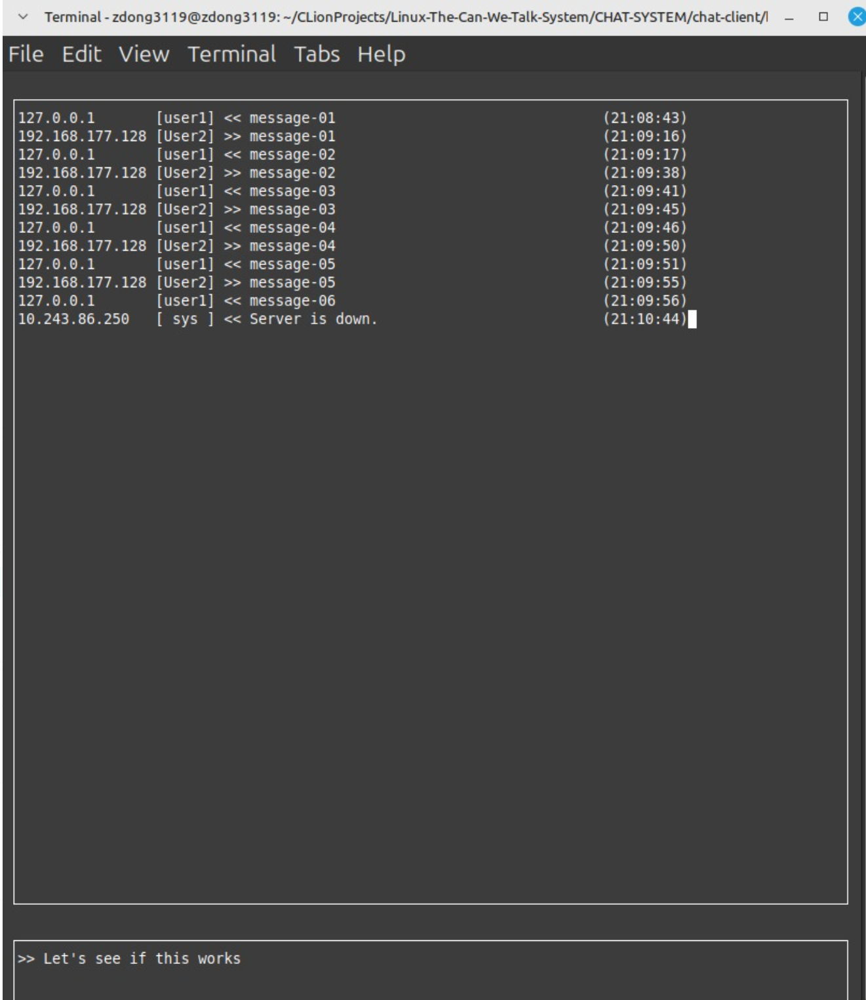 Terminal - zdong3119@zdong3119: ~/CLionProjects/Linux-The-Can-We-Talk-System/CHAT-SYSTEM/chat-client/
File Edit View Terminal Tabs Help
127.0.0.1       [user1] << message-01                                (21:08:43)
192.168.177.128 [User2] >> message-01                                (21:09:16)
127.0.0.1       [user1] << message-02                                (21:09:17)
192.168.177.128 [User2] >> message-02                                (21:09:38)
127.0.0.1       [user1] << message-03                                (21:09:41)
192.168.177.128 [User2] >> message-03                                (21:09:45)
127.0.0.1       [user1] << message-04                                (21:09:46)
192.168.177.128 [User2] >> message-04                                (21:09:50)
127.0.0.1       [user1] << message-05                                (21:09:51)
192.168.177.128 [User2] >> message-05                                (21:09:55)
127.0.0.1       [user1] << message-06                                (21:09:56)
10.243.86.250   [ sys ] << Server is down.                           (21:10:44)
>> Let's see if this works